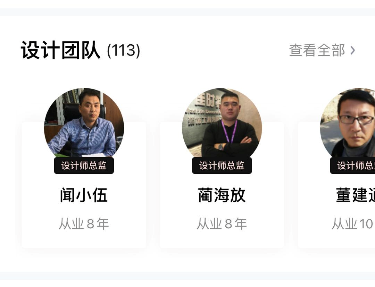 设计团队 (113)
查看全部 >
设计师总监
设计师总监
设计师总监
闻小伍
蔺海放
董建
从业 8 年
从业 8 年
从业 10